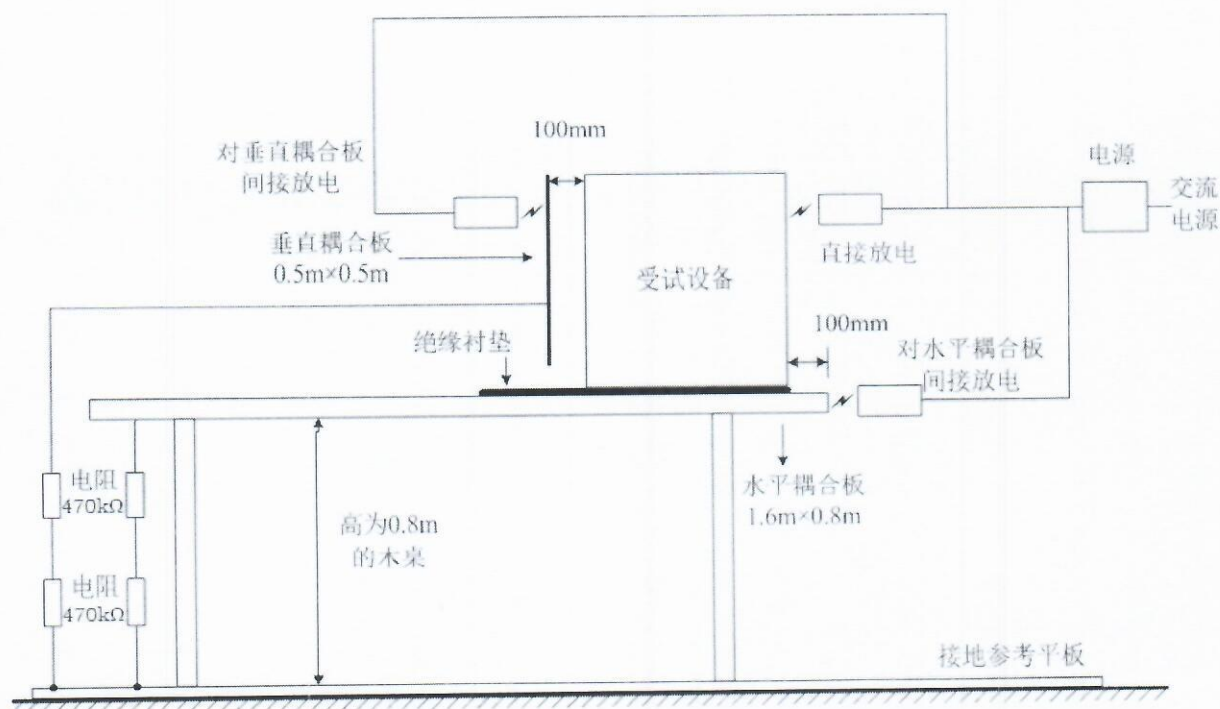 100mm
对垂直耦合板
间接放电
电源
交流
电源
垂直耦合板
0.5m×0.5m
直接放电
受试设备
100mm
绝缘衬垫
对水平耦合板
间接放电
电阻
470kΩ
水平耦合板
1.6m×0.8m
高为0.8m
的木桌
电阻
470kΩ
接地参考平板